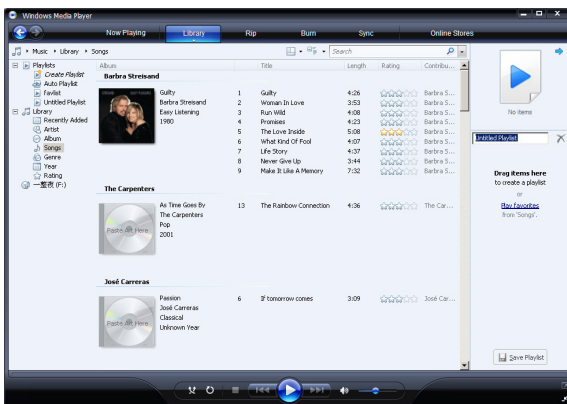 Windows Media Player
Now Playing Library Rip Burn Sync Online Stores
Music Library Songs Search
Playlists
Create Playlist
Auto Playlist
favlist
Untitled Playlist
Library
Recently Added
Artist
Album
Songs
Genre
Year
Rating
一整夜 (F:)
Album Title Length Rating Contribu...
Barbra Streisand
Guilty
Barbra Streisand
Easy Listening
1980
1 Guilty 4:26 Barbra S...
2 Woman In Love 3:53 Barbra S...
3 Run Wild 4:08 Barbra S...
4 Promises 4:23 Barbra S...
5 The Love Inside 5:08 Barbra S...
6 What Kind Of Fool 4:07 Barbra S...
7 Life Story 4:37 Barbra S...
8 Never Give Up 3:44 Barbra S...
9 Make It Like A Memory 7:32 Barbra S...
The Carpenters
Paste Art Here
As Time Goes By
The Carpenters
Pop
2001
13 The Rainbow Connection 4:36 The Car...
José Carreras
Paste Art Here
Passion
José Carreras
Classical
Unknown Year
6 If tomorrow comes 3:09 José Car...
No items
Untitled Playlist
Drag items here
to create a playlist
or
Play favorites
from 'Songs'.
Save Playlist